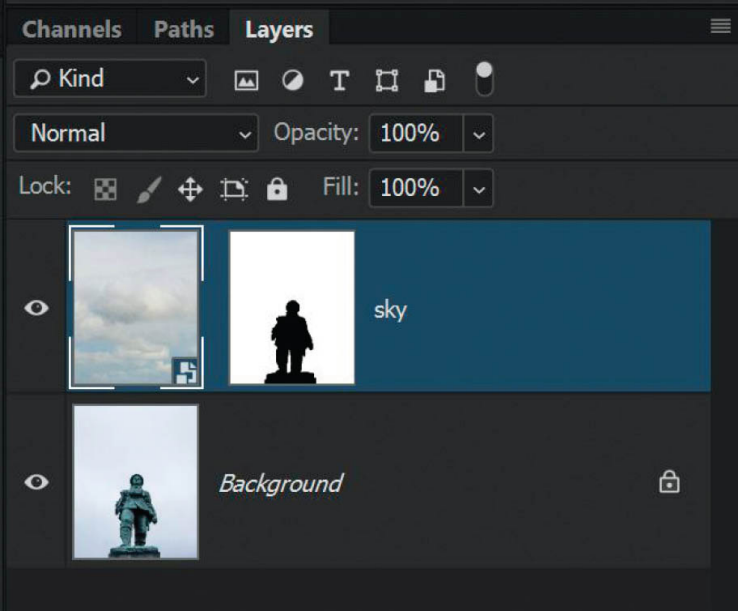 Channels Paths Layers
Kind
Normal Opacity: 100%
Lock: Fill: 100%
sky
Background